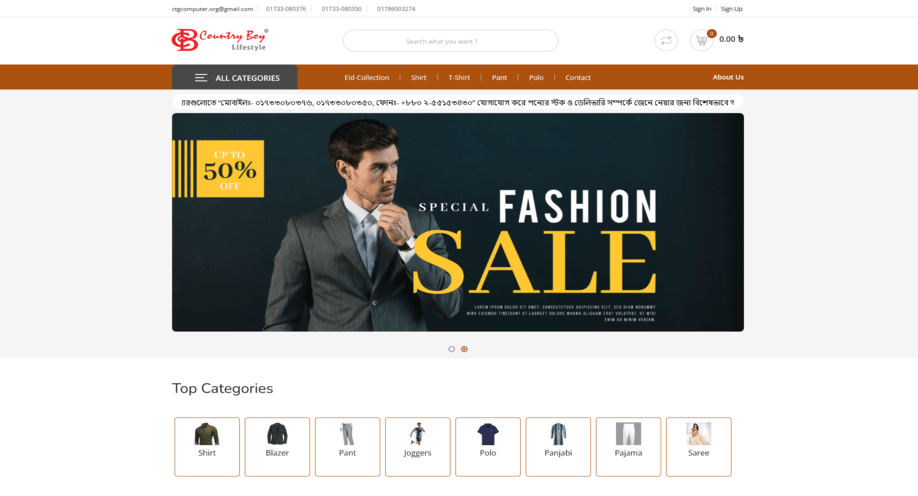 ctgcomputer.org@gmail.com 01733-080376 01733-080350 01786003274 Sign In Sign Up
CB Country Boy® Lifestyle
Search what you want ?
0 0.00 ৳
ALL CATEGORIES Eid-Collection Shirt T-Shirt Pant Polo Contact About Us
"মোবাইলঃ- ০১৭৩৩০৮০৩৭৬, ০১৭৩৩০৮০৩৫০, ফোনঃ- +৮৮০ ২-৫৫১৫৩৪৩০" যোগাযোগ করে পন্যের স্টক ও ডেলিভারি সম্পর্কে জেনে নেয়ার জন্য বিশেষভাবে
UP TO
50%
OFF
SPECIAL FASHION
SALE
LOREM IPSUM DOLOR SIT AMET, CONSECTETUER ADIPISCING ELIT, SED DIAM NONUMMY
NIBH EUISMOD TINCIDUNT UT LAOREET DOLORE MAGNA ALIQUAM ERAT VOLUTPAT. UT WISI
ENIM AD MINIM VENIAM.
Top Categories
Shirt Blazer Pant Joggers Polo Panjabi Pajama Saree